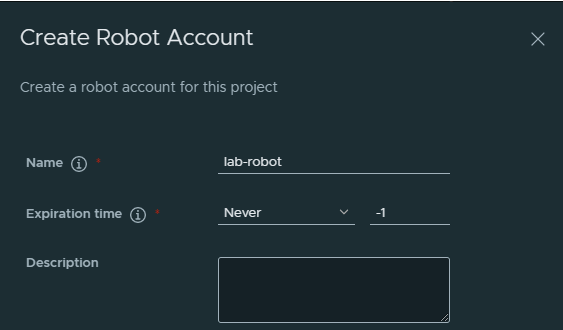 Create Robot Account
Create a robot account for this project
Name * lab-robot
Expiration time * Never -1
Description